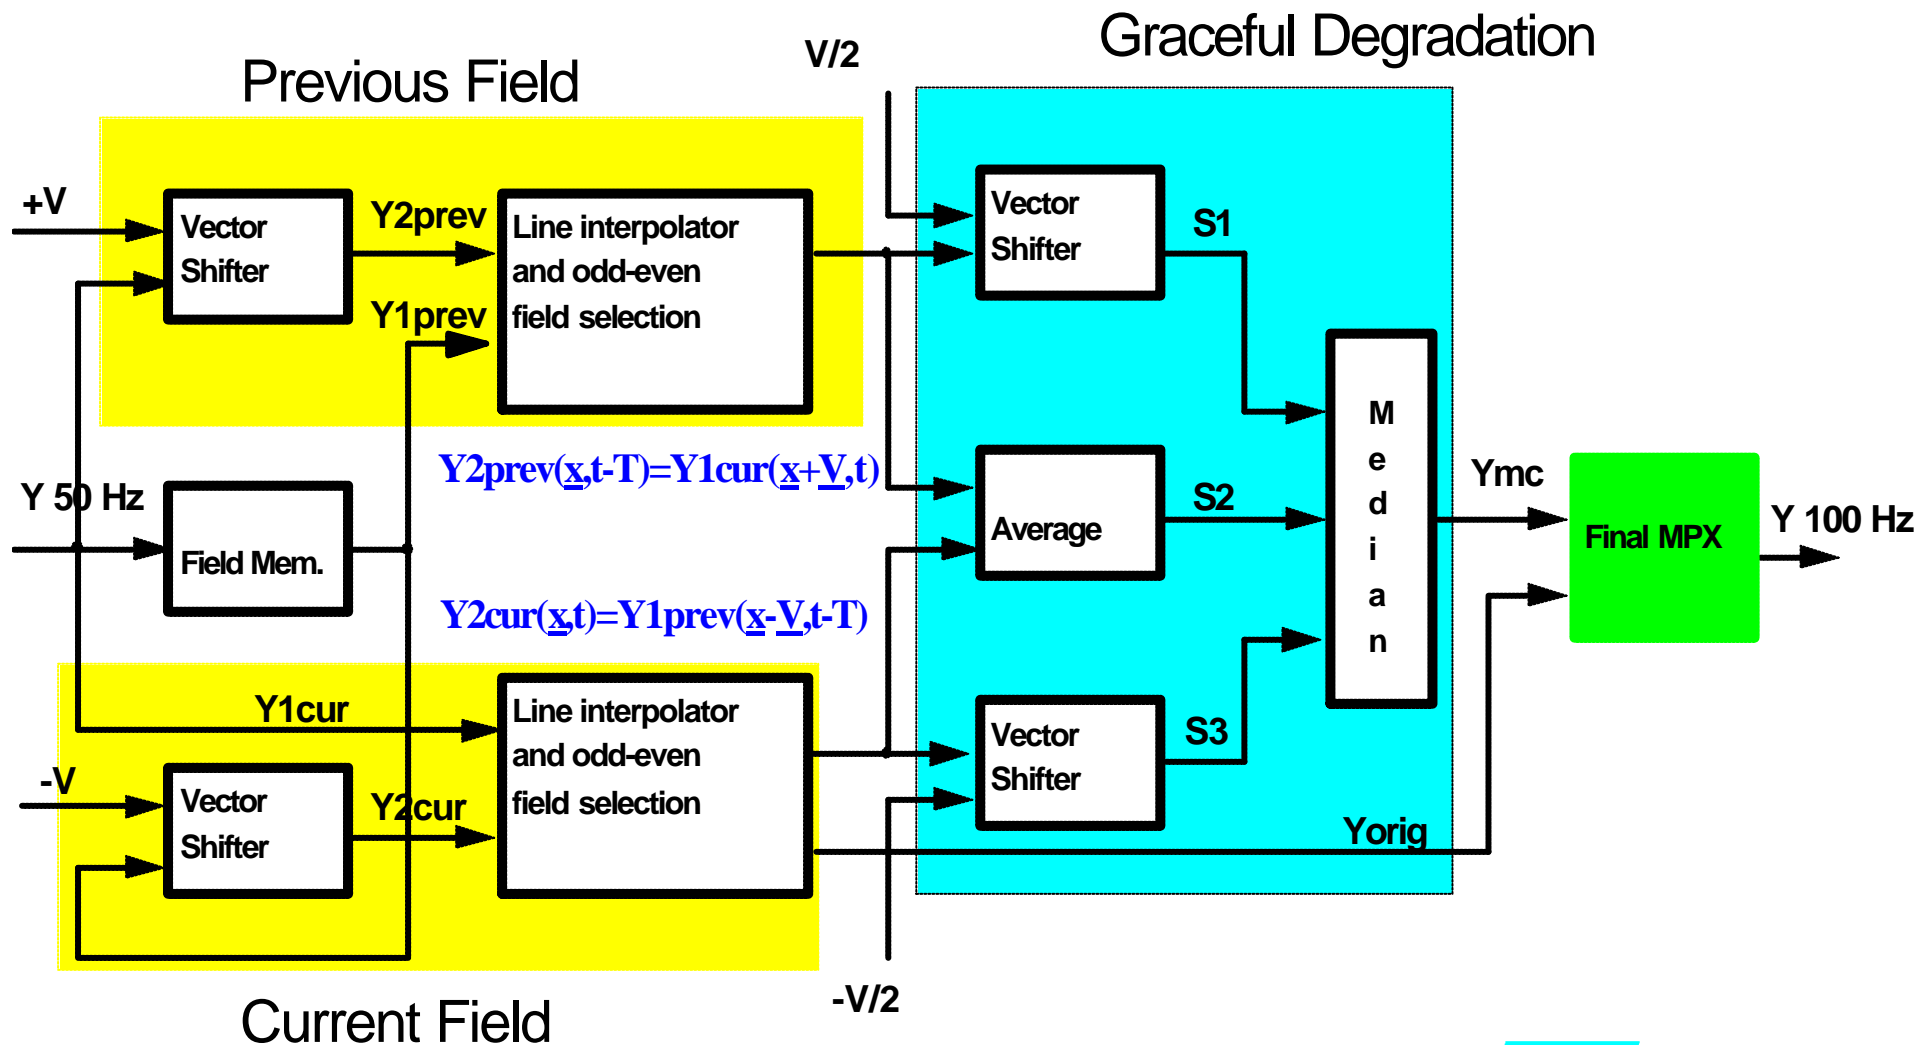 Graceful Degradation
V/2
Previous Field
+V
Vector
Shifter
Y2prev
Y1prev
Line interpolator
and odd-even
field selection
Vector
Shifter
S1
Y2prev(x,t-T)=Y1cur(x+V,t)
Y 50 Hz
Field Mem.
Average
S2
M
e
d
i
a
n
Ymc
Final MPX
Y 100 Hz
Y2cur(x,t)=Y1prev(x-V,t-T)
Y1cur
-V
Vector
Shifter
Y2cur
Line interpolator
and odd-even
field selection
Vector
Shifter
S3
Yorig
-V/2
Current Field